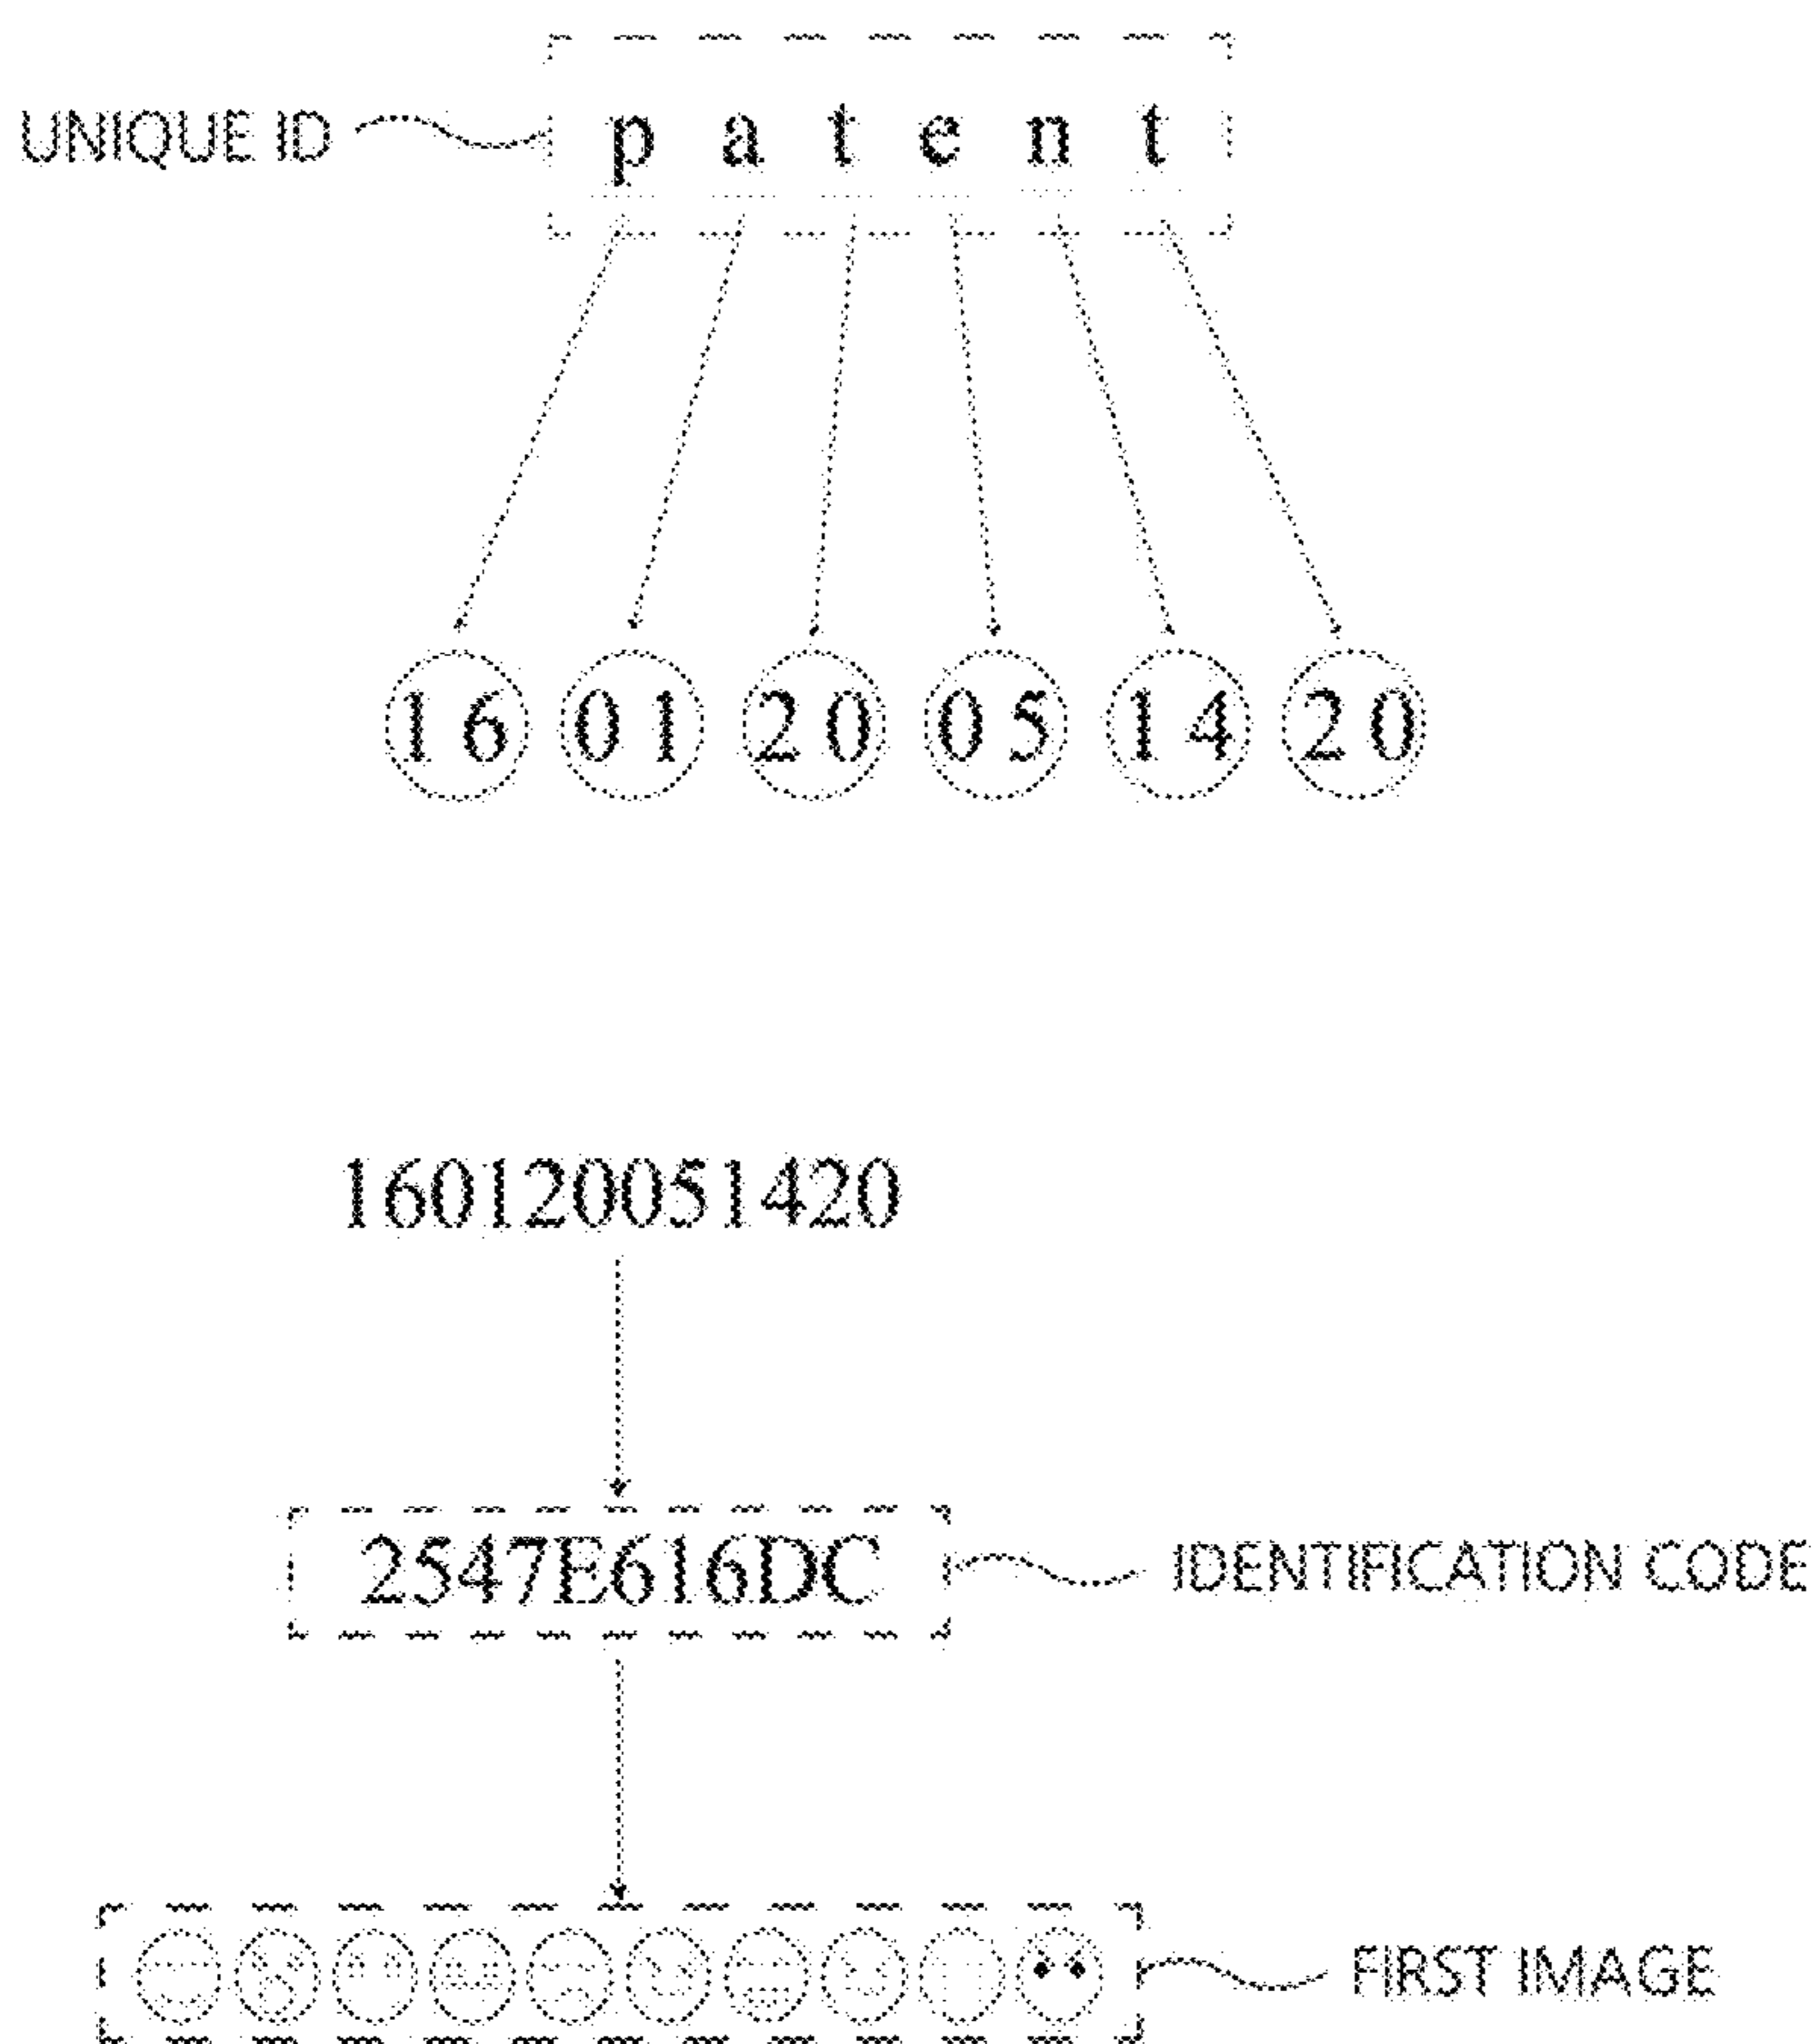 UNIQUE ID
p a t e n t
16 01 20 05 14 20
160120051420
2547E616DC
IDENTIFICATION CODE
FIRST IMAGE